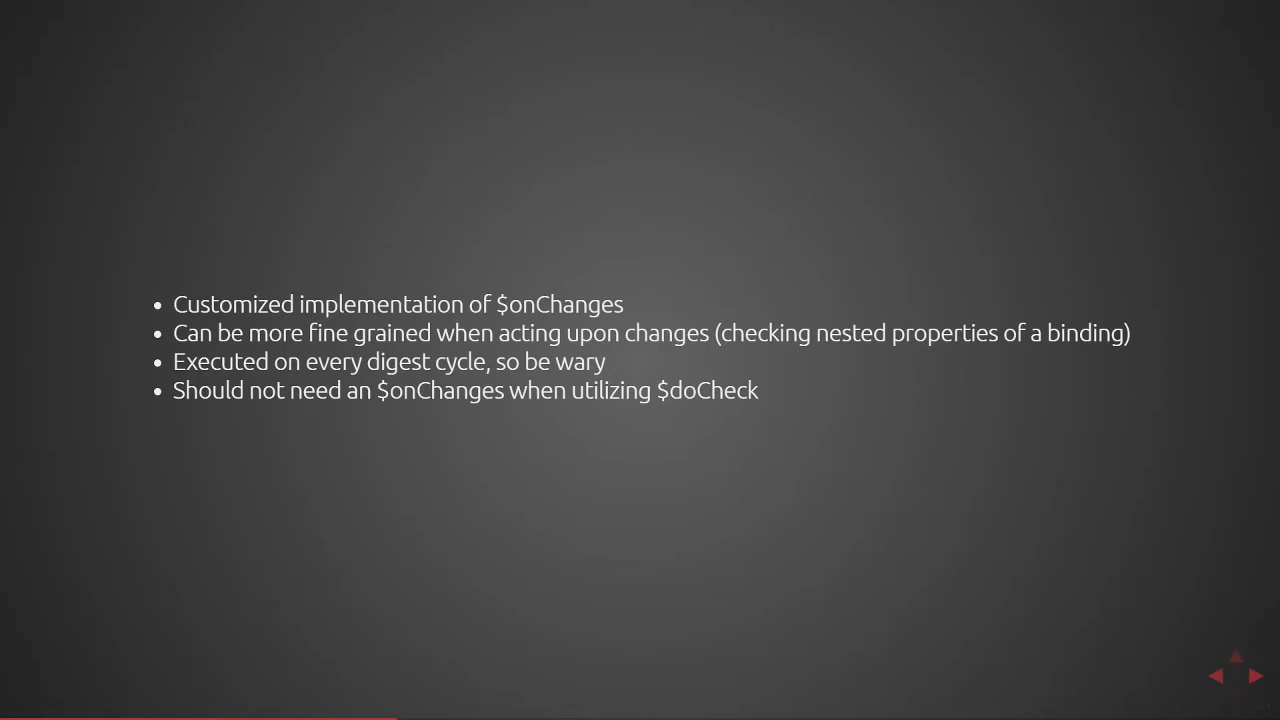 Customized implementation of $onChanges
Can be more fine grained when acting upon changes (checking nested properties of a binding)
Executed on every digest cycle, so be wary
Should not need an $onChanges when utilizing $doCheck